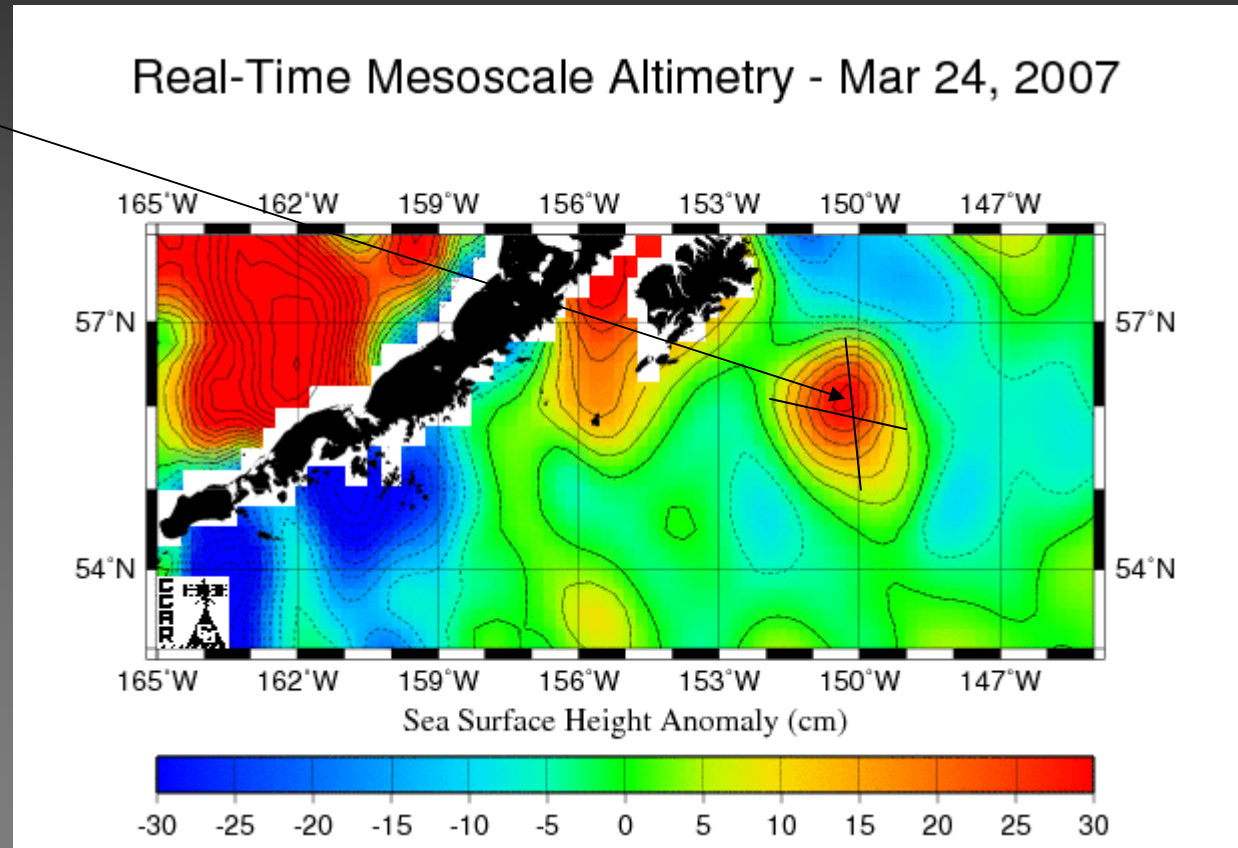 Real-Time Mesoscale Altimetry - Mar 24, 2007
165˚W 162˚W 159˚W 156˚W 153˚W 150˚W 147˚W
57˚N 57˚N
54˚N 54˚N
CCAR
165˚W 162˚W 159˚W 156˚W 153˚W 150˚W 147˚W
Sea Surface Height Anomaly (cm)
-30 -25 -20 -15 -10 -5 0 5 10 15 20 25 30